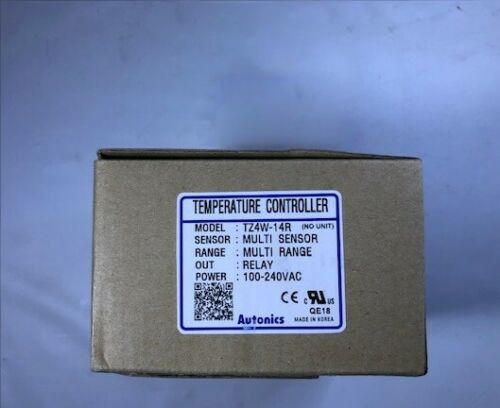 TEMPERATURE CONTROLLER
MODEL : TZ4W-14R (NO UNIT)
SENSOR : MULTI SENSOR
RANGE : MULTI RANGE
OUT : RELAY
POWER : 100-240VAC
CE c RU US
QE18
Autonics MADE IN KOREA